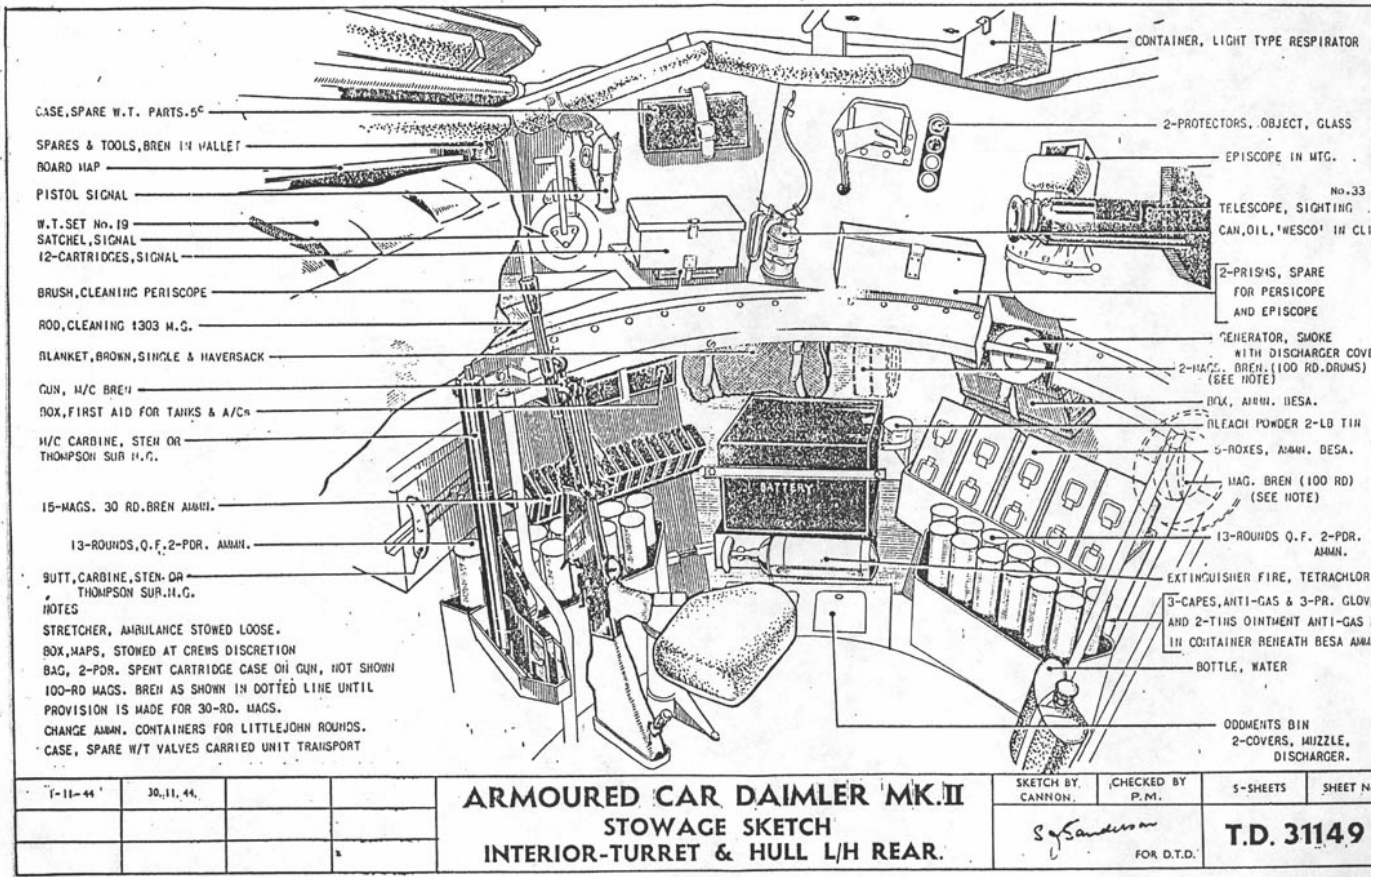 CASE, SPARE W.T. PARTS. 5C
SPARES & TOOLS, BREN IN WALLET
BOARD MAP
PISTOL SIGNAL
W.T. SET No. 19
SATCHEL, SIGNAL
12-CARTRIDGES, SIGNAL
BRUSH, CLEANING PERISCOPE
ROD, CLEANING .303 M.G.
BLANKET, BROWN, SINGLE & HAVERSACK
GUN, M/C BREN
BOX, FIRST AID FOR TANKS & A/Cs
M/C CARBINE, STEN OR
THOMPSON SUB M.G.
15-MAGS. 30 RD. BREN AMMN.
13-ROUNDS, Q.F. 2-PDR. AMMN.
BUTT, CARBINE, STEN. OR
THOMPSON SUB. M.G.
NOTES
STRETCHER, AMBULANCE STOWED LOOSE.
BOX, MAPS, STOWED AT CREWS DISCRETION
BAG, 2-PDR. SPENT CARTRIDGE CASE ON GUN, NOT SHOWN
100-RD MAGS. BREN AS SHOWN IN DOTTED LINE UNTIL
PROVISION IS MADE FOR 30-RD. MAGS.
CHANGE AMMN. CONTAINERS FOR LITTLEJOHN ROUNDS.
CASE, SPARE W/T VALVES CARRIED UNIT TRANSPORT
BATTERY
CONTAINER, LIGHT TYPE RESPIRATOR
2-PROTECTORS, OBJECT, GLASS
EPISCOPE IN MTG.
No. 33
TELESCOPE, SIGHTING
CAN, OIL, 'WESCO' IN CLI
2-PRISMS, SPARE
FOR PERSICOPE
AND EPISCOPE
GENERATOR, SMOKE
WITH DISCHARGER COVE
2-MAGS. BREN. (100 RD. DRUMS)
(SEE NOTE)
BOX, AMMN. BESA.
BLEACH POWDER 2-LB TIN
5-BOXES, AMMN. BESA.
MAG. BREN (100 RD)
(SEE NOTE)
13-ROUNDS Q.F. 2-PDR.
AMMN.
EXTINGUISHER FIRE, TETRACHLOR
3-CAPES, ANTI-GAS & 3-PR. GLOV
AND 2-TINS OINTMENT ANTI-GAS
IN CONTAINER BENEATH BESA AMM
BOTTLE, WATER
ODDMENTS BIN
2-COVERS, MUZZLE,
DISCHARGER.
1-11-44
30.11.44.
ARMOURED CAR DAIMLER MK.II
STOWAGE SKETCH
INTERIOR-TURRET & HULL L/H REAR.
SKETCH BY
CANNON.
CHECKED BY
P.M.
Sanderson
FOR D.T.D.
5-SHEETS
SHEET N
T.D. 31149